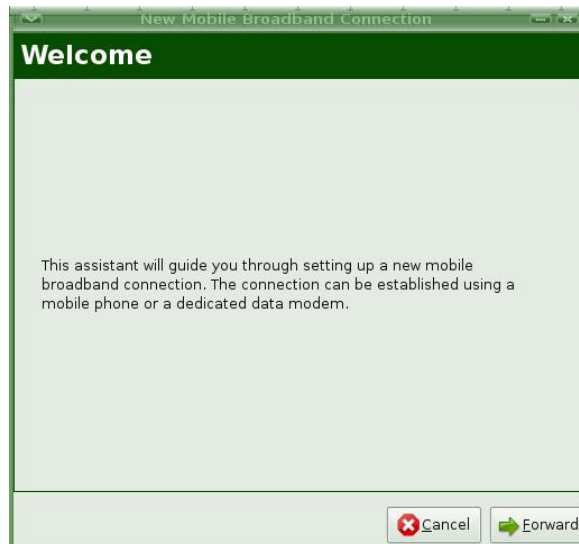 New Mobile Broadband Connection
Welcome
This assistant will guide you through setting up a new mobile
broadband connection. The connection can be established using a
mobile phone or a dedicated data modem.
Cancel
Forward